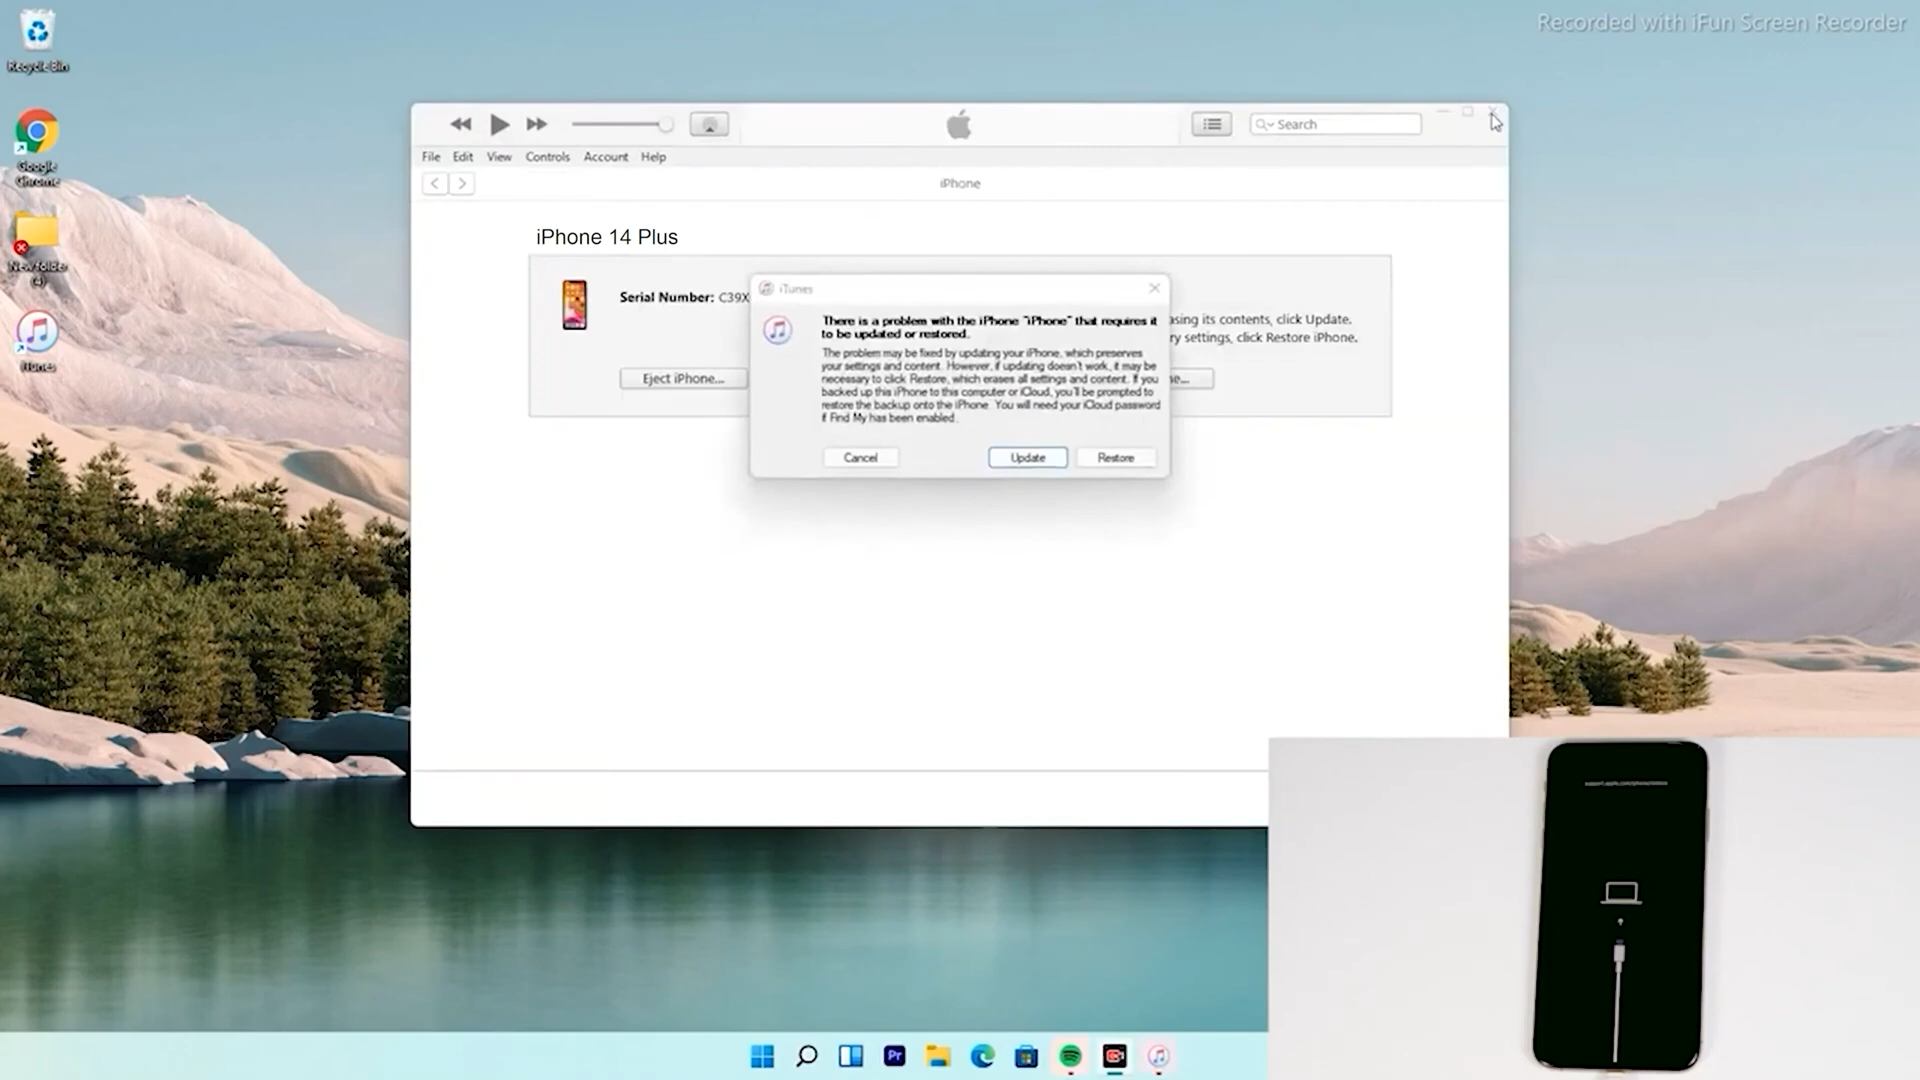 Recorded with iFun Screen Recorder
Recycle Bin
Google
Chrome
New folder
(4)
iTunes
Search
File Edit View Controls Account Help
iPhone
iPhone 14 Plus
Serial Number: C39X
Eject iPhone...
asing its contents, click Update.
ry settings, click Restore iPhone.
ne...
iTunes
There is a problem with the iPhone "iPhone" that requires it
to be updated or restored.
The problem may be fixed by updating your iPhone, which preserves
your settings and content. However, if updating doesn't work, it may be
necessary to click Restore, which erases all settings and content. If you
backed up this iPhone to this computer or iCloud, you'll be prompted to
restore the backup onto the iPhone. You will need your iCloud password
if Find My has been enabled.
Cancel Update Restore
Pr